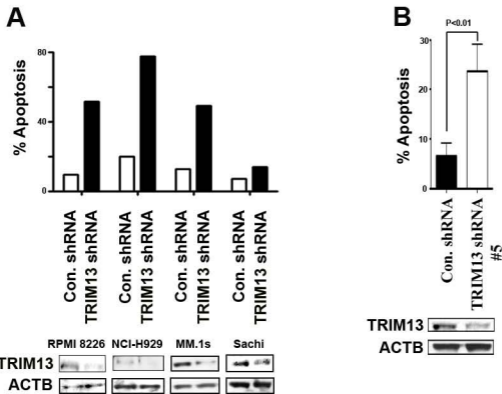 A
% Apoptosis
80
60
40
20
0
Con. shRNA
TRIM13 shRNA
Con. shRNA
TRIM13 shRNA
Con. shRNA
TRIM13 shRNA
Con. shRNA
TRIM13 shRNA
RPMI 8226 NCI-H929 MM.1s Sachi
TRIM13
ACTB
B
P<0.01
% Apoptosis
30
20
10
0
Con. shRNA
TRIM13 shRNA
#5
TRIM13
ACTB